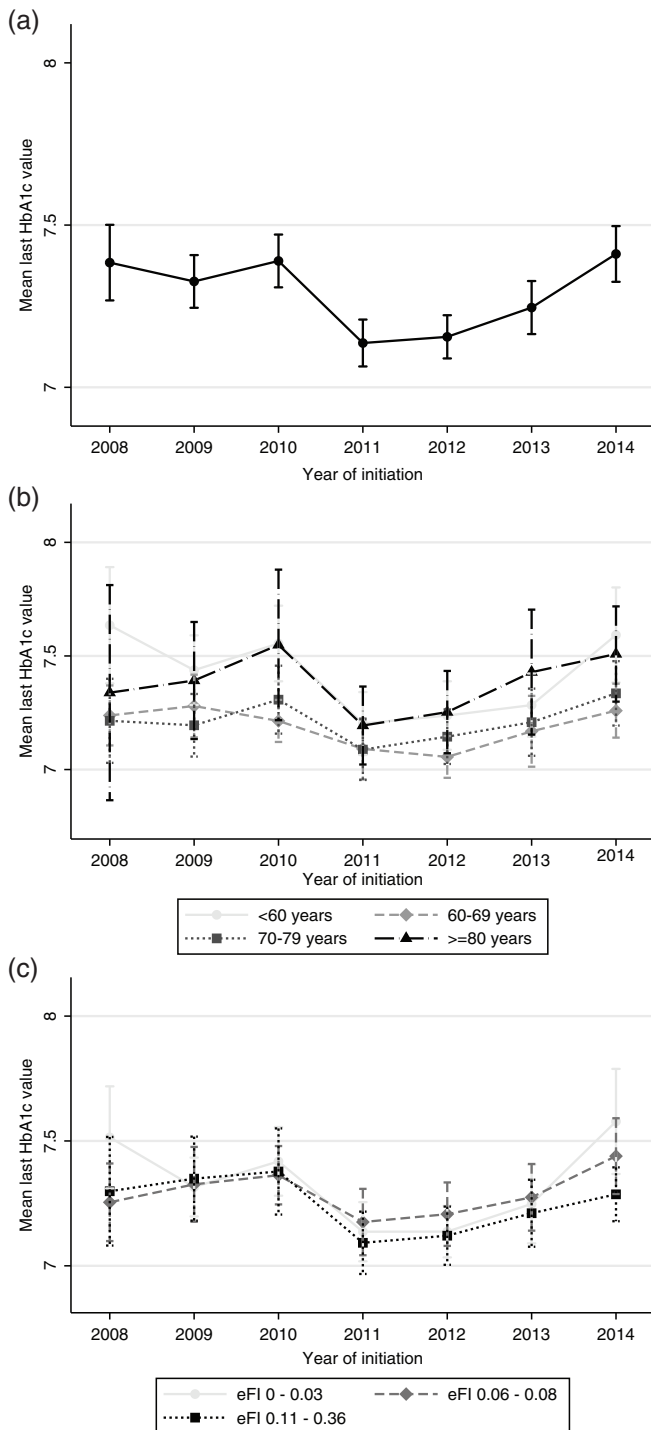 (a)
Mean last HbA1c value
8
7.5
7
2008 2009 2010 2011 2012 2013 2014
Year of initiation
(b)
Mean last HbA1c value
8
7.5
7
2008 2009 2010 2011 2012 2013 2014
Year of initiation
<60 years 60-69 years
70-79 years >=80 years
(c)
Mean last HbA1c value
8
7.5
7
2008 2009 2010 2011 2012 2013 2014
Year of initiation
eFI 0 - 0.03 eFI 0.06 - 0.08
eFI 0.11 - 0.36